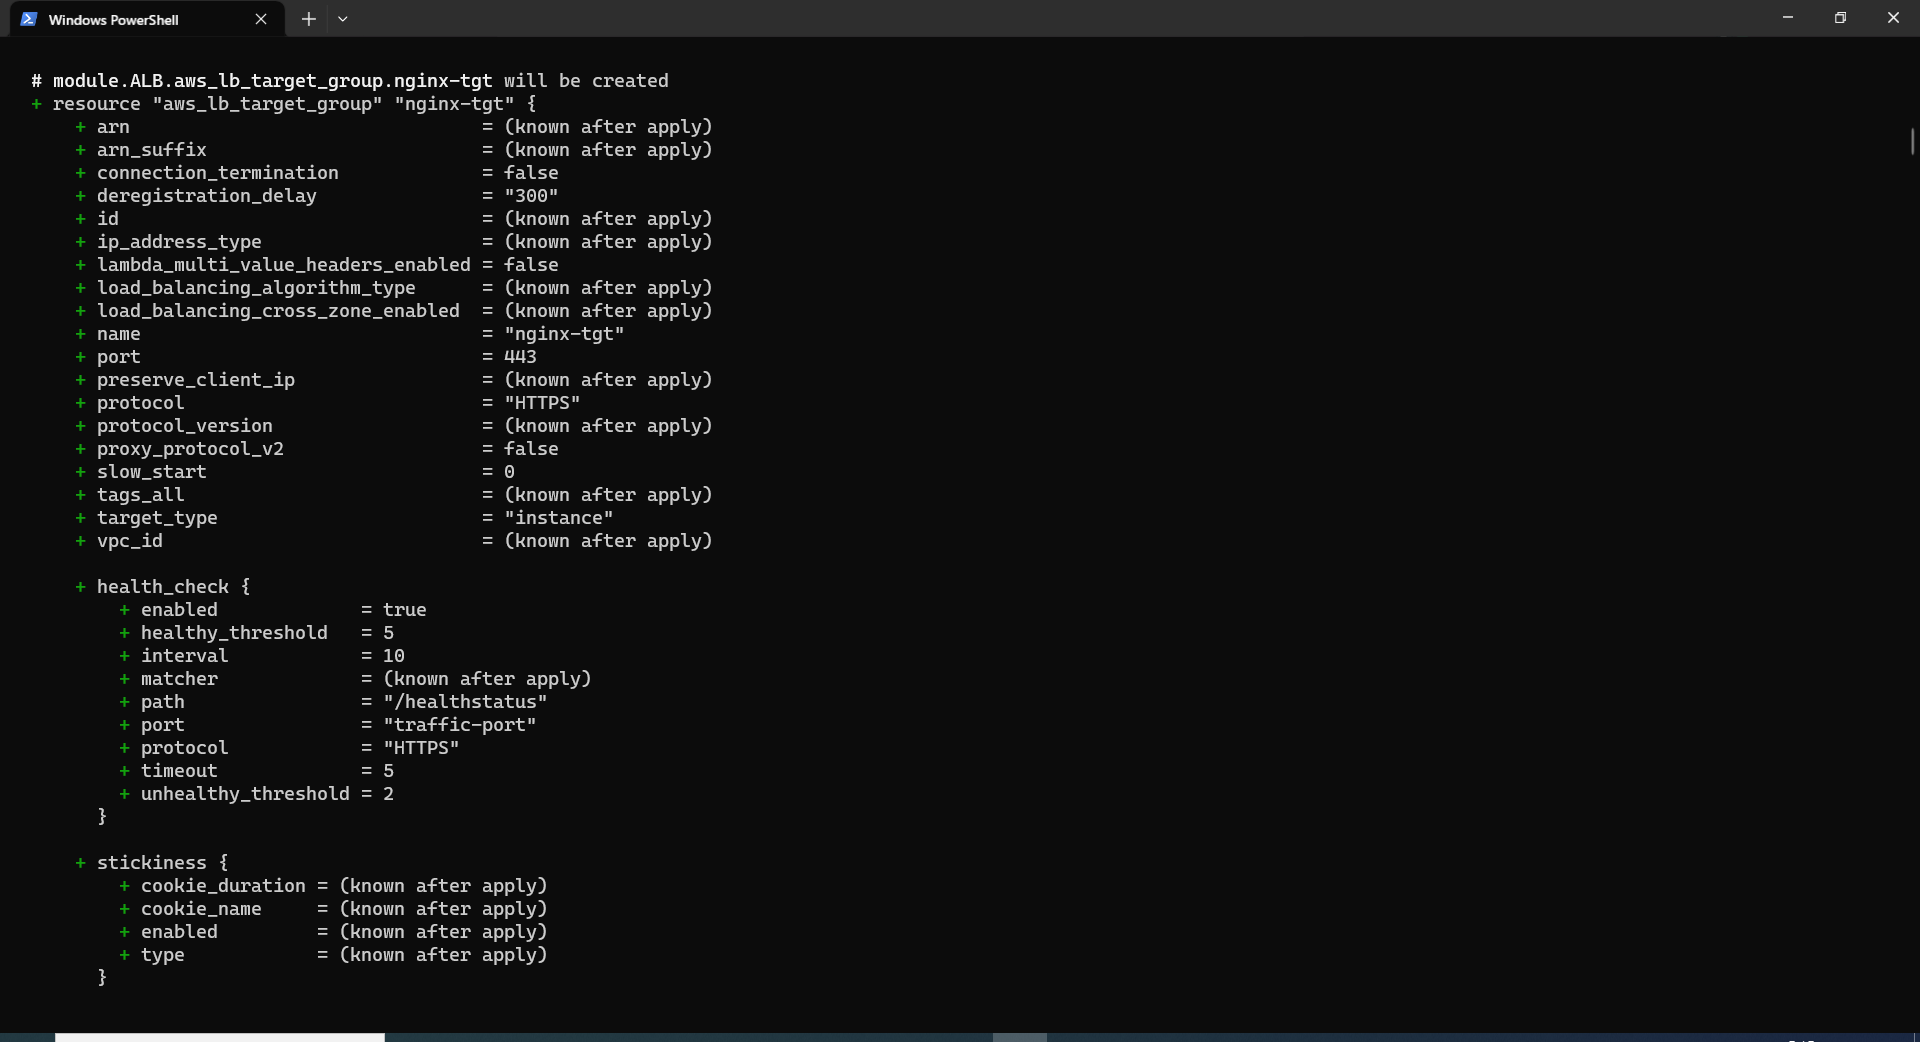 Windows PowerShell
# module.ALB.aws_lb_target_group.nginx-tgt will be created
+ resource "aws_lb_target_group" "nginx-tgt" {
+ arn = (known after apply)
+ arn_suffix = (known after apply)
+ connection_termination = false
+ deregistration_delay = "300"
+ id = (known after apply)
+ ip_address_type = (known after apply)
+ lambda_multi_value_headers_enabled = false
+ load_balancing_algorithm_type = (known after apply)
+ load_balancing_cross_zone_enabled = (known after apply)
+ name = "nginx-tgt"
+ port = 443
+ preserve_client_ip = (known after apply)
+ protocol = "HTTPS"
+ protocol_version = (known after apply)
+ proxy_protocol_v2 = false
+ slow_start = 0
+ tags_all = (known after apply)
+ target_type = "instance"
+ vpc_id = (known after apply)
+ health_check {
+ enabled = true
+ healthy_threshold = 5
+ interval = 10
+ matcher = (known after apply)
+ path = "/healthstatus"
+ port = "traffic-port"
+ protocol = "HTTPS"
+ timeout = 5
+ unhealthy_threshold = 2
}
+ stickiness {
+ cookie_duration = (known after apply)
+ cookie_name = (known after apply)
+ enabled = (known after apply)
+ type = (known after apply)
}